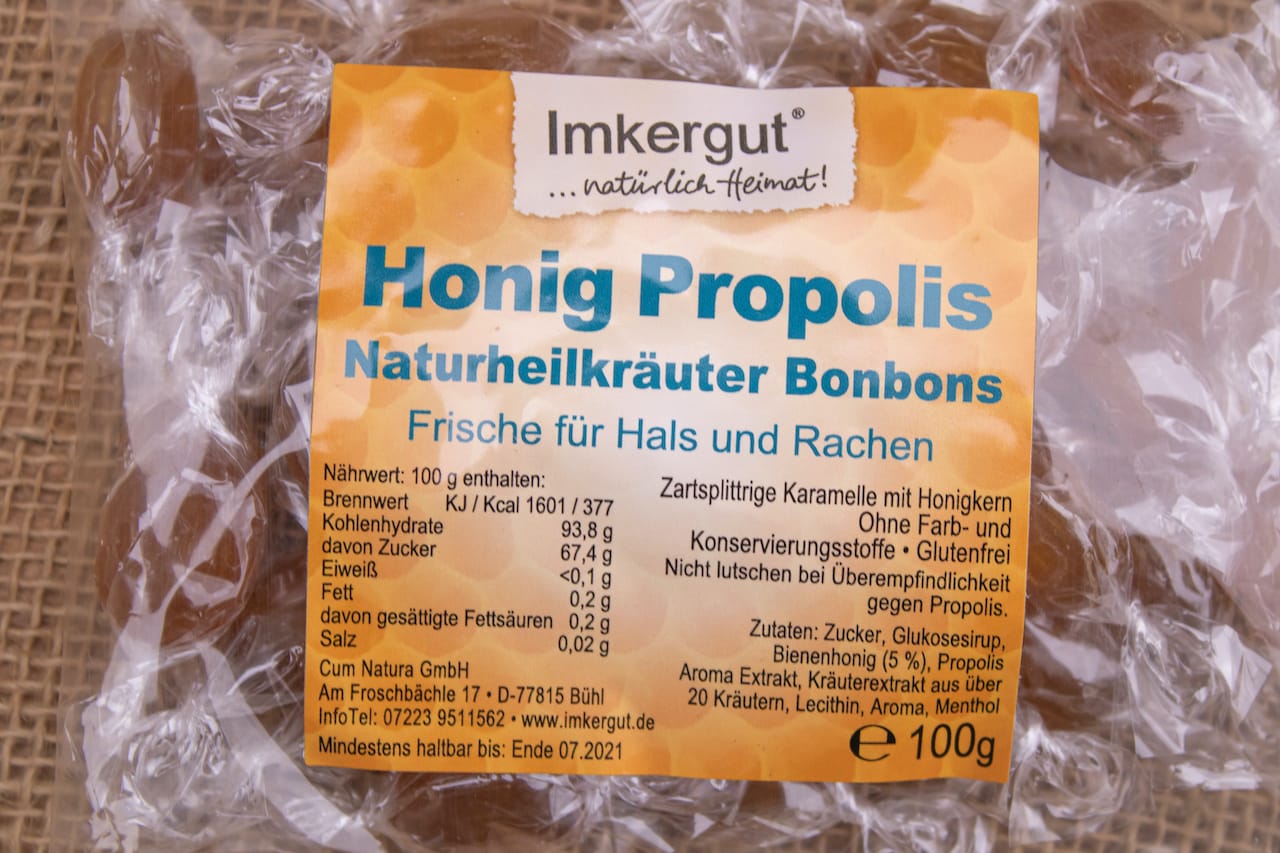 Imkergut®
... natürlich Heimat!
Honig Propolis
Naturheilkräuter Bonbons
Frische für Hals und Rachen
Nährwert: 100 g enthalten:
Brennwert KJ / Kcal 1601 / 377
Kohlenhydrate 93,8 g
davon Zucker 67,4 g
Eiweiß <0,1 g
Fett 0,2 g
davon gesättigte Fettsäuren 0,2 g
Salz 0,02 g
Cum Natura GmbH
Am Froschbächle 17 • D-77815 Bühl
InfoTel: 07223 9511562 • www.imkergut.de
Mindestens haltbar bis: Ende 07.2021
Zartsplittrige Karamelle mit Honigkern
Ohne Farb- und
Konservierungsstoffe • Glutenfrei
Nicht lutschen bei Überempfindlichkeit
gegen Propolis.
Zutaten: Zucker, Glukosesirup,
Bienenhonig (5 %), Propolis
Aroma Extrakt, Kräuterextrakt aus über
20 Kräutern, Lecithin, Aroma, Menthol
℮ 100g